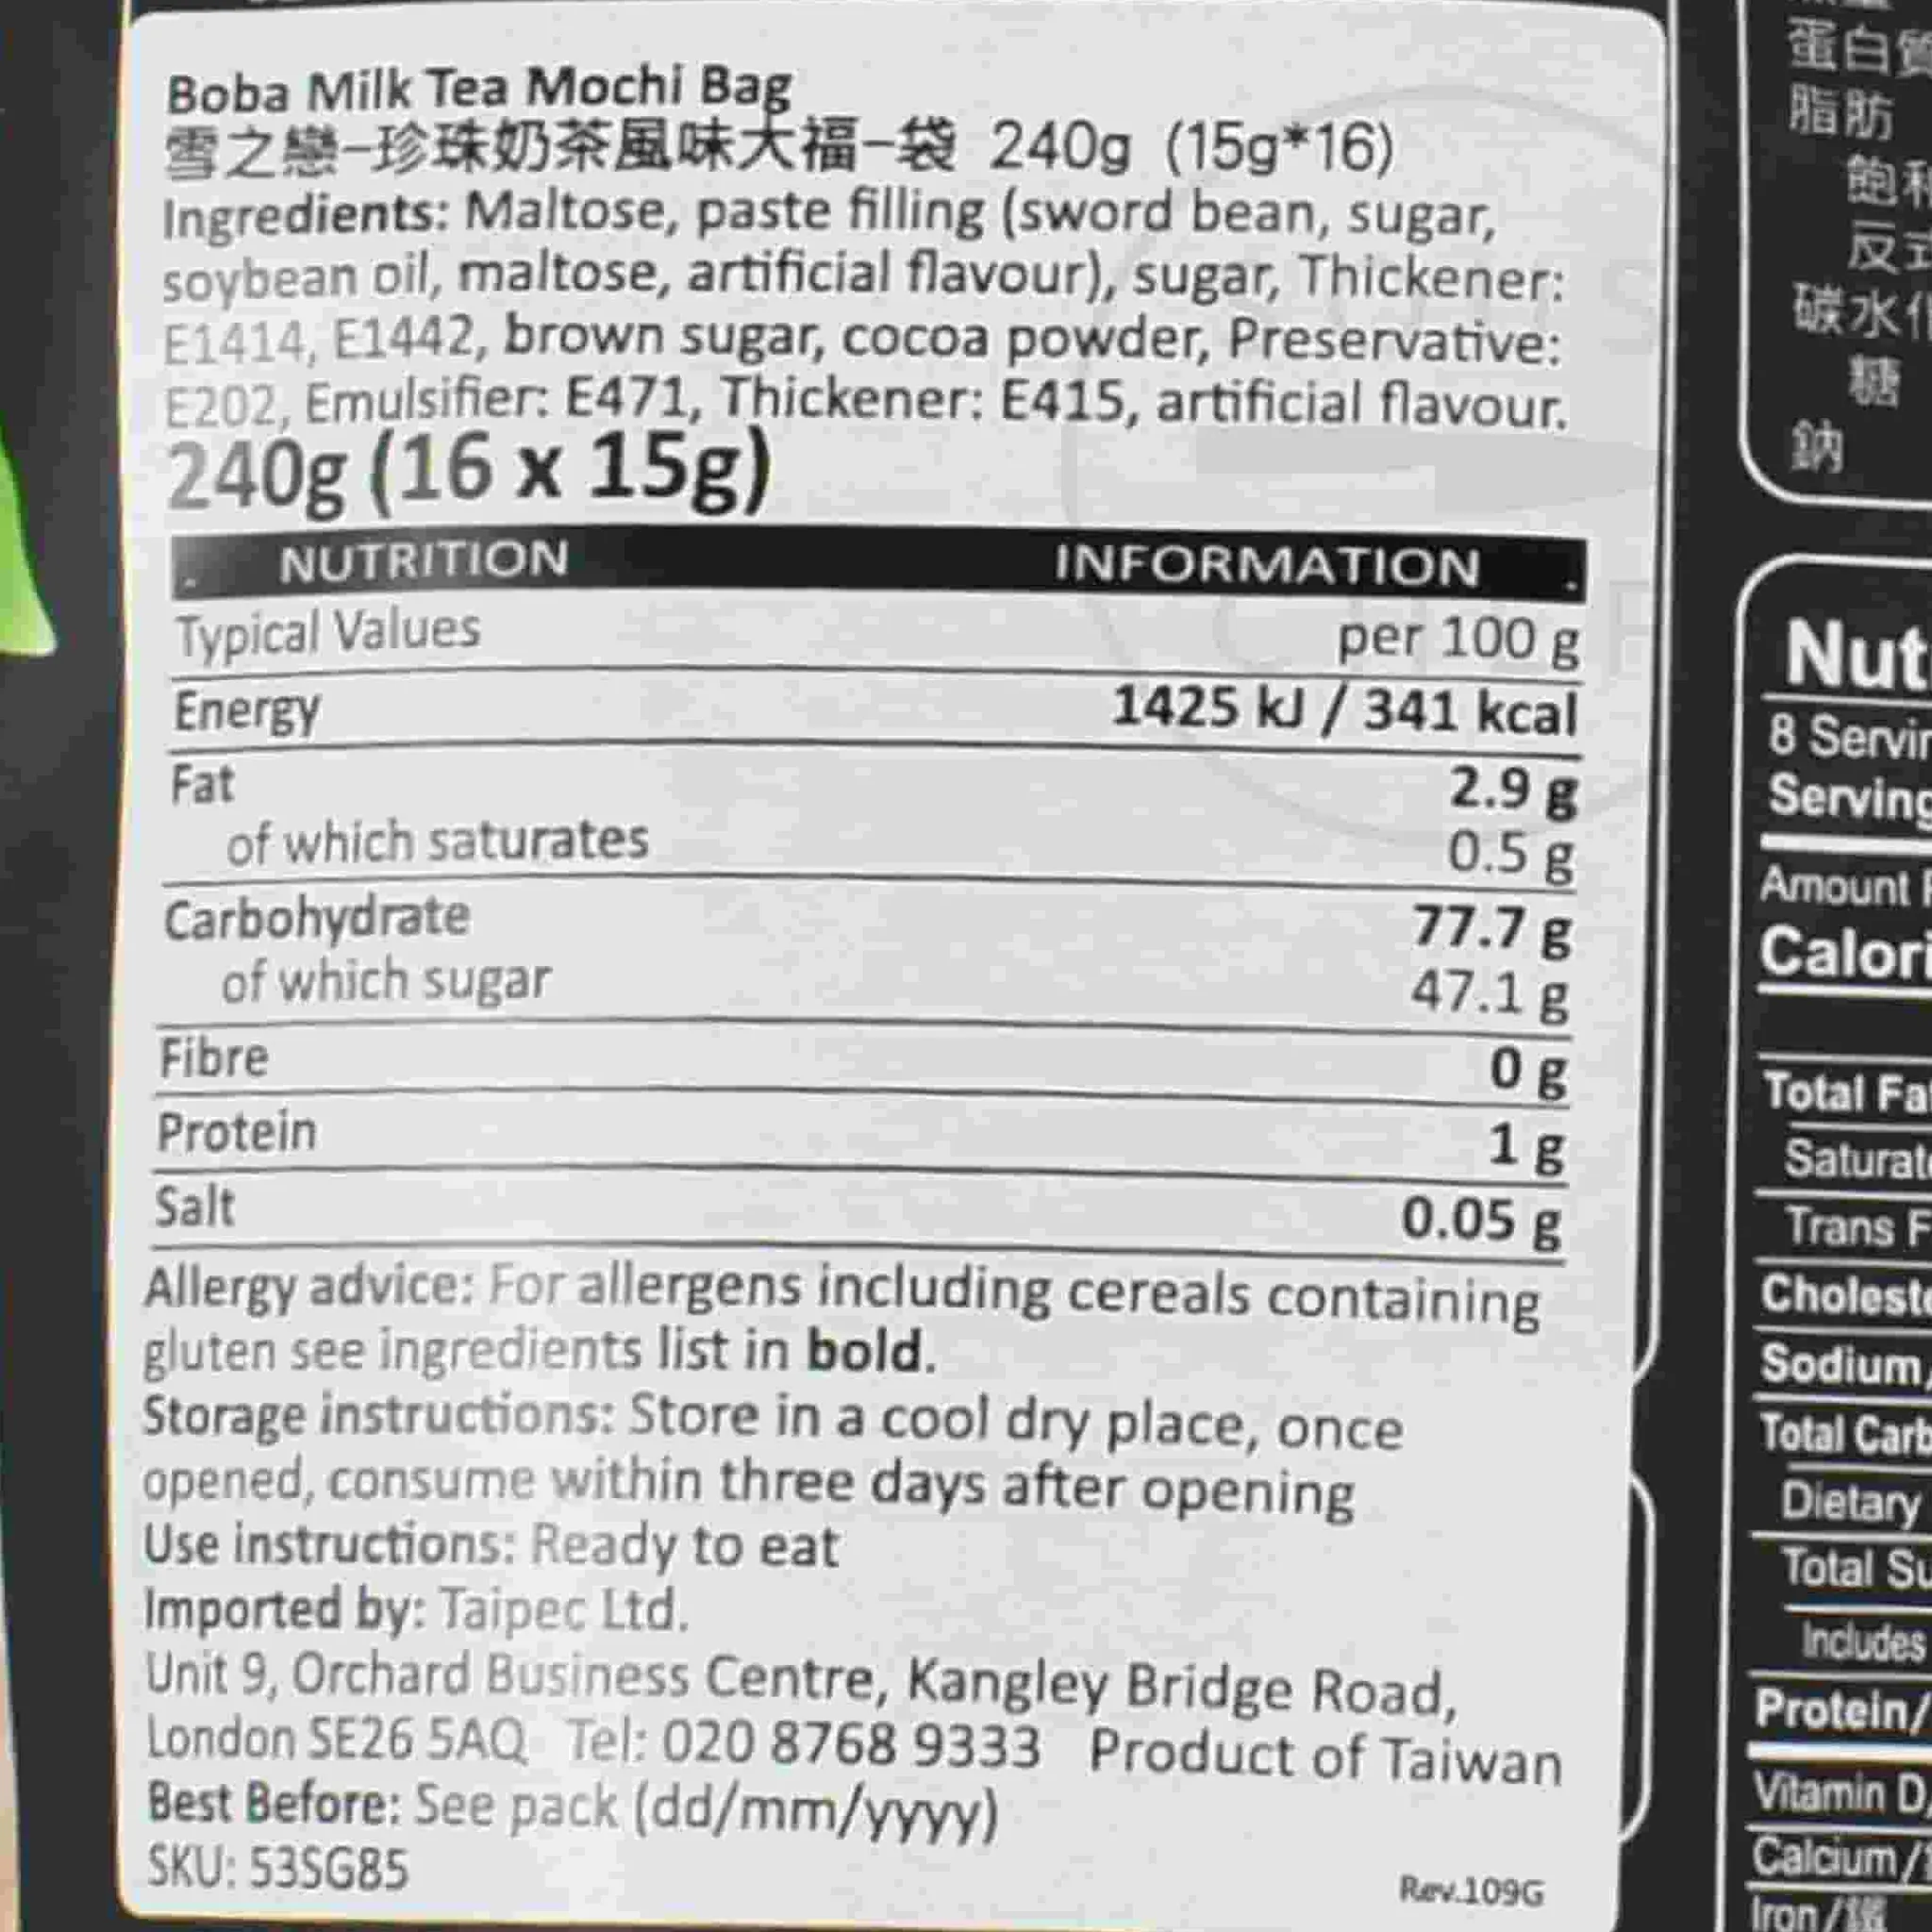 Boba Milk Tea Mochi Bag
雪之戀-珍珠奶茶風味大福-袋 240g (15g*16)
Ingredients: Maltose, paste filling (sword bean, sugar,
soybean oil, maltose, artificial flavour), sugar, Thickener:
E1414, E1442, brown sugar, cocoa powder, Preservative:
E202, Emulsifier: E471, Thickener: E415, artificial flavour.
240g (16 x 15g)
NUTRITION INFORMATION
Typical Values per 100 g
Energy 1425 kJ / 341 kcal
Fat 2.9 g
of which saturates 0.5 g
Carbohydrate 77.7 g
of which sugar 47.1 g
Fibre 0 g
Protein 1 g
Salt 0.05 g
Allergy advice: For allergens including cereals containing
gluten see ingredients list in bold.
Storage instructions: Store in a cool dry place, once
opened, consume within three days after opening
Use instructions: Ready to eat
Imported by: Taipec Ltd.
Unit 9, Orchard Business Centre, Kangley Bridge Road,
London SE26 5AQ Tel: 020 8768 9333 Product of Taiwan
Best Before: See pack (dd/mm/yyyy)
SKU: 53SG85
Rev.109G
蛋白質
脂肪
飽和
反式
碳水化
糖
鈉
Nut
8 Servin
Serving
Amount
Calori
Total Fa
Saturate
Trans F
Choleste
Sodium/
Total Carb
Dietary
Total Su
Includes
Protein/
Vitamin D/
Calcium/
Iron/鐵